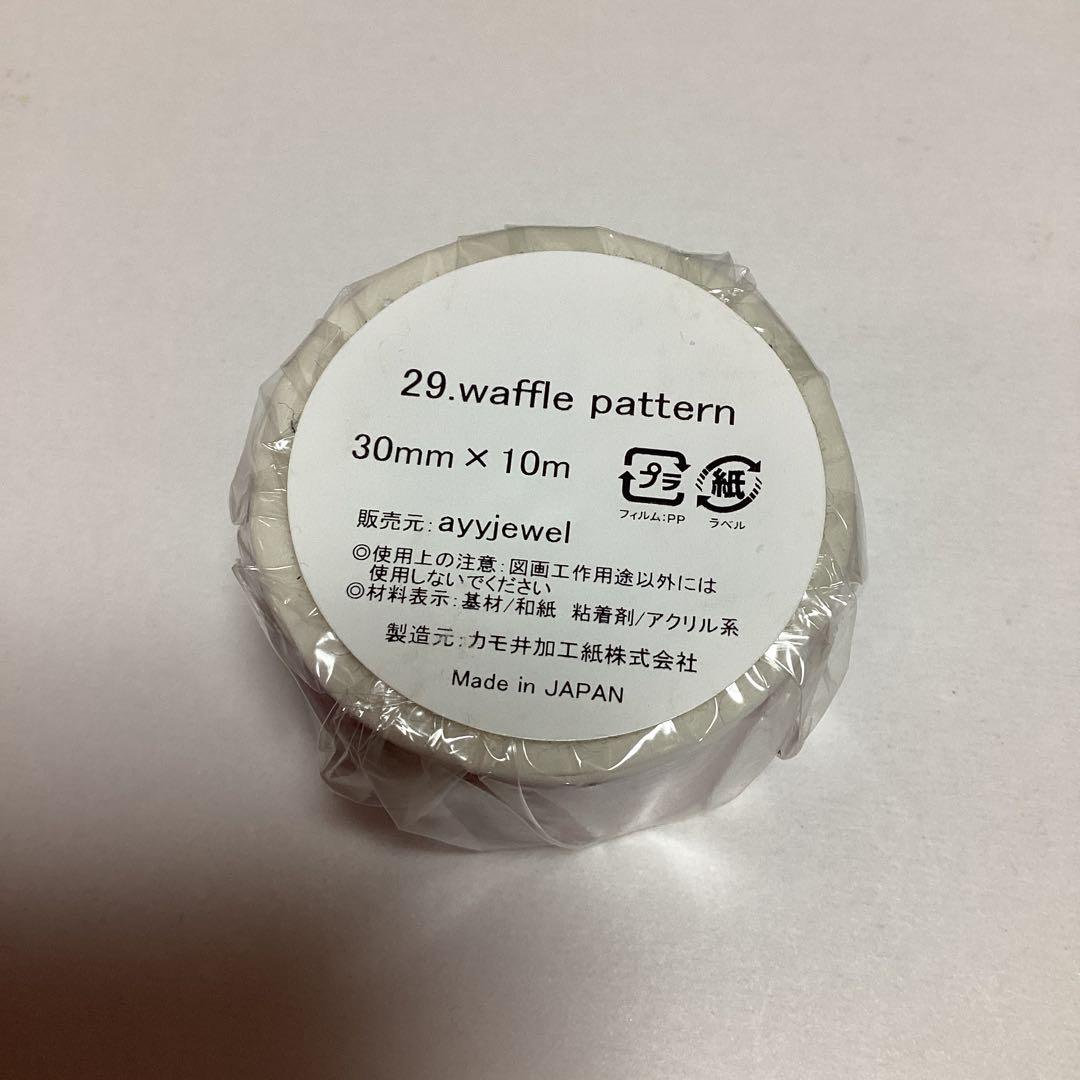 29.waffle pattern
30mm×10m
プラ 紙
フィルム:PP ラベル
販売元:ayyjewel
◎使用上の注意:図画工作用途以外には
使用しないでください
◎材料表示:基材/和紙 粘着剤/アクリル系
製造元:カモ井加工紙株式会社
Made in JAPAN